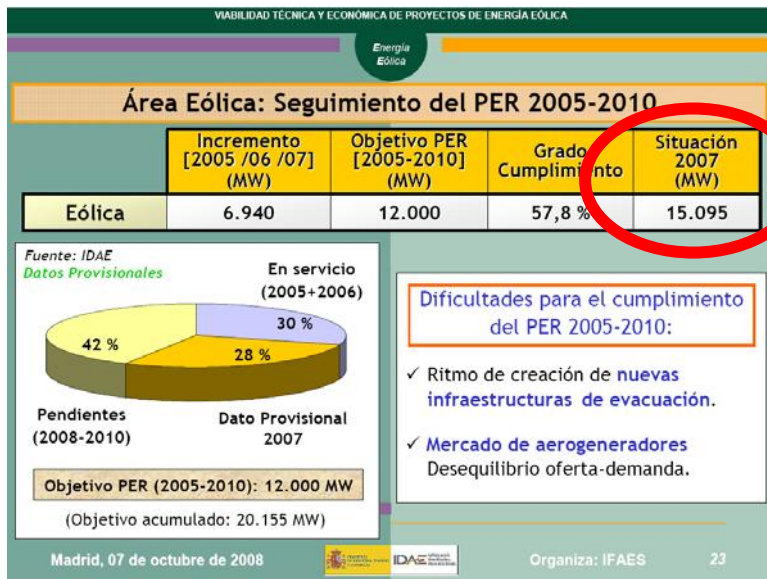 VIABILIDAD TÉCNICA Y ECONÓMICA DE PROYECTOS DE ENERGÍA EÓLICA
Energía
Eólica
Área Eólica: Seguimiento del PER 2005-2010
Incremento [2005 /06 /07] (MW)
Objetivo PER [2005-2010] (MW)
Grado Cumplimiento
Situación 2007 (MW)
Eólica 6.940 12.000 57,8 % 15.095
Fuente: IDAE
Datos Provisionales
En servicio
(2005+2006)
30 %
42 %
28 %
Pendientes
(2008-2010)
Dato Provisional
2007
Objetivo PER (2005-2010): 12.000 MW
(Objetivo acumulado: 20.155 MW)
Dificultades para el cumplimiento
del PER 2005-2010:
✓ Ritmo de creación de nuevas
infraestructuras de evacuación.
✓ Mercado de aerogeneradores
Desequilibrio oferta-demanda.
Madrid, 07 de octubre de 2008
IDAE
Organiza: IFAES
23